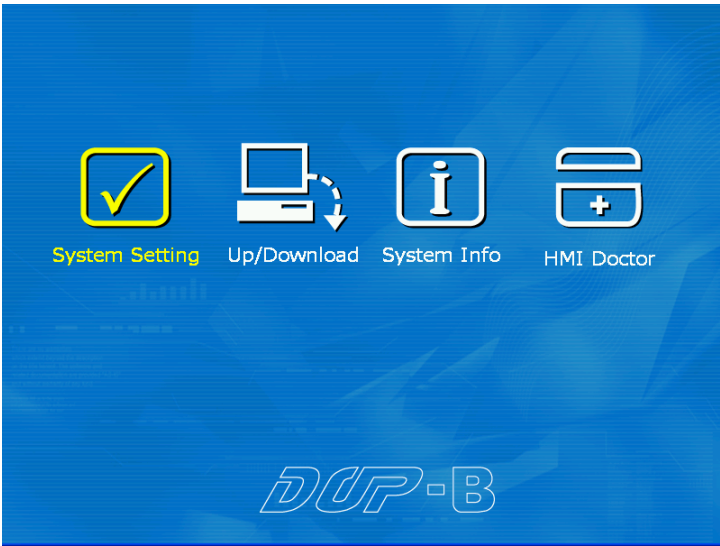 System Setting
Up/Download
System Info
HMI Doctor
DOP-B